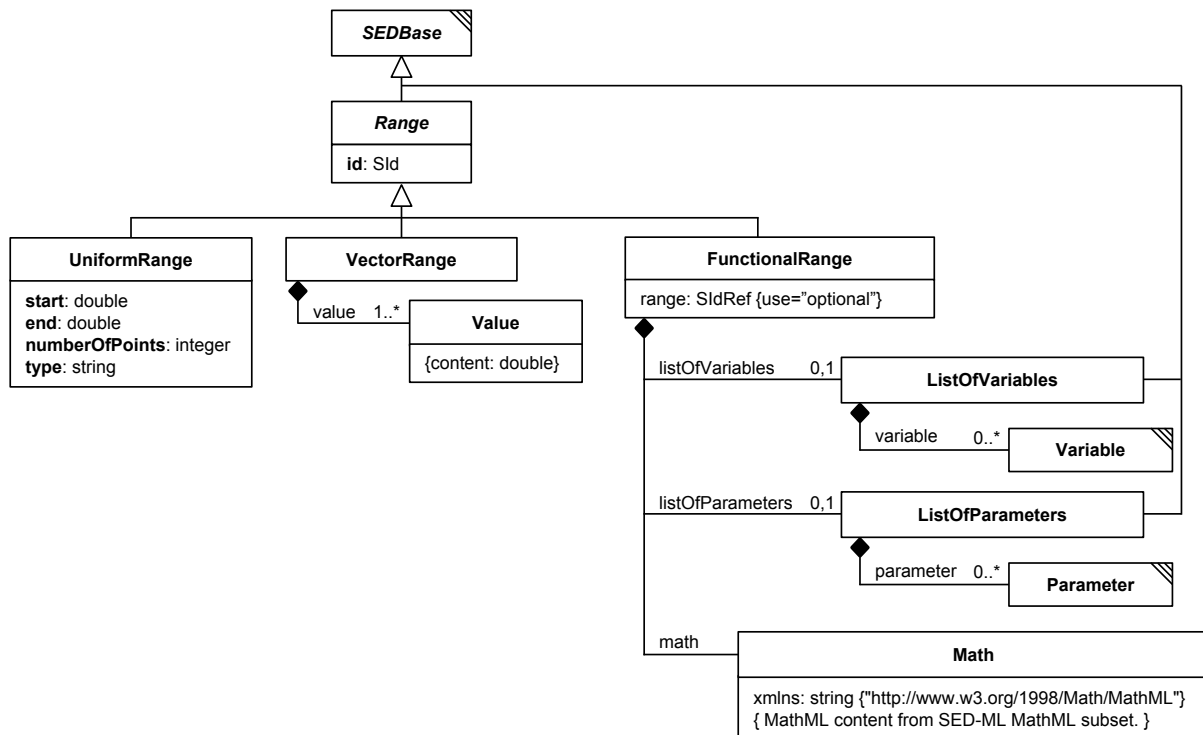 SEDBase
Range
id: SId
UniformRange
start: double
end: double
numberOfPoints: integer
type: string
VectorRange
value 1..*
Value
{content: double}
FunctionalRange
range: SIdRef {use=”optional”}
listOfVariables 0,1
ListOfVariables
variable 0..*
Variable
listOfParameters 0,1
ListOfParameters
parameter 0..*
Parameter
math
Math
xmlns: string {"http://www.w3.org/1998/Math/MathML"}
{ MathML content from SED-ML MathML subset. }